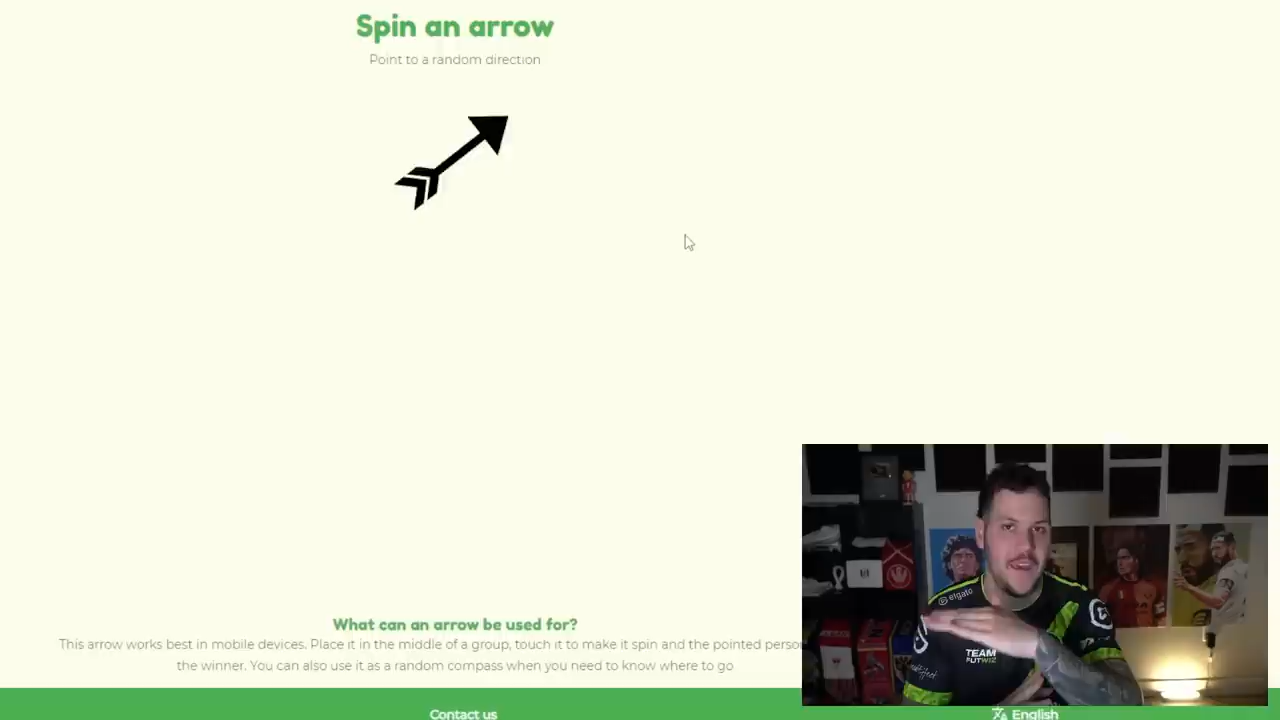 Spin an arrow
Point to a random direction
What can an arrow be used for?
This arrow works best in mobile devices. Place it in the middle of a group, touch it to make it spin and the pointed person
the winner. You can also use it as a random compass when you need to know where to go
elgato
TEAM
FUTWIZ
Contact us
English